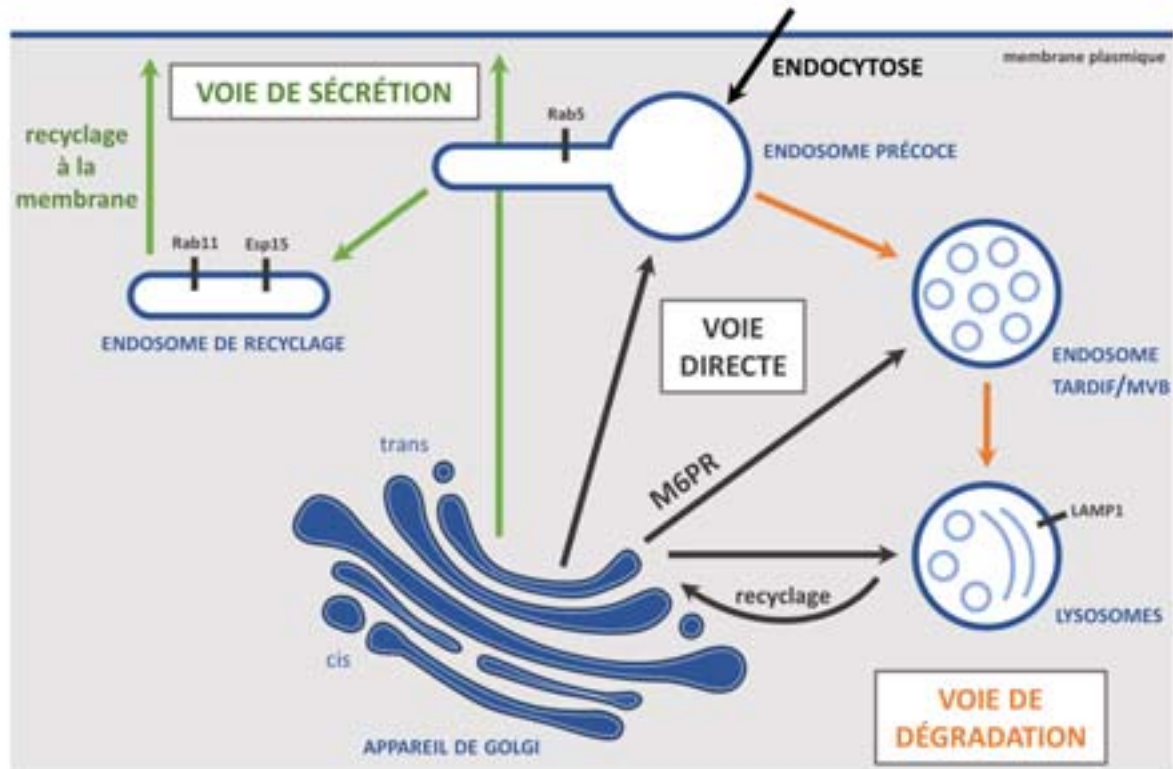 membrane plasmique
ENDOCYTOSE
VOIE DE SÉCRÉTION
Rab5
recyclage
à la
membrane
ENDOSOME PRÉCOCE
Rab11
Esp15
ENDOSOME DE RECYCLAGE
VOIE
DIRECTE
ENDOSOME
TARDIF/MVB
trans
M6PR
LAMP1
recyclage
LYSOSOMES
cis
VOIE DE
DÉGRADATION
APPAREIL DE GOLGI